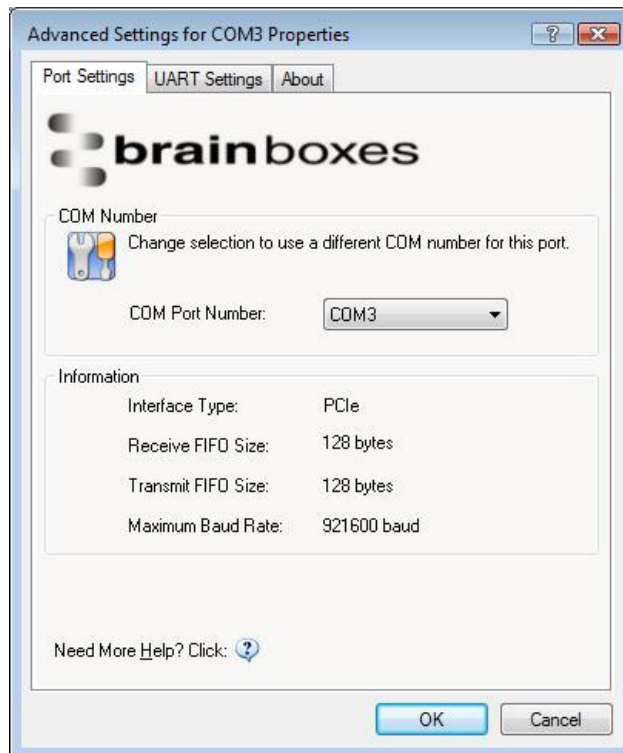 Advanced Settings for COM3 Properties
Port Settings UART Settings About
brainboxes
COM Number
Change selection to use a different COM number for this port.
COM Port Number: COM3
Information
Interface Type: PCIe
Receive FIFO Size: 128 bytes
Transmit FIFO Size: 128 bytes
Maximum Baud Rate: 921600 baud
Need More Help? Click:
OK Cancel